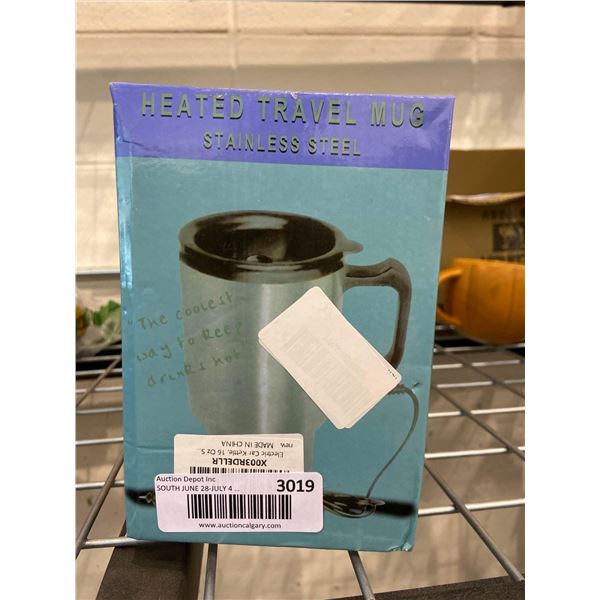 HEATED TRAVEL MUG
STAINLESS STEEL
"The coolest
way to keep
drinks hot"
X003RDELLR
Electric Car Kettle, 16 Oz S...
new
MADE IN CHINA
Auction Depot Inc
SOUTH JUNE 28-JULY 4 ...
3019
www.auctioncalgary.com